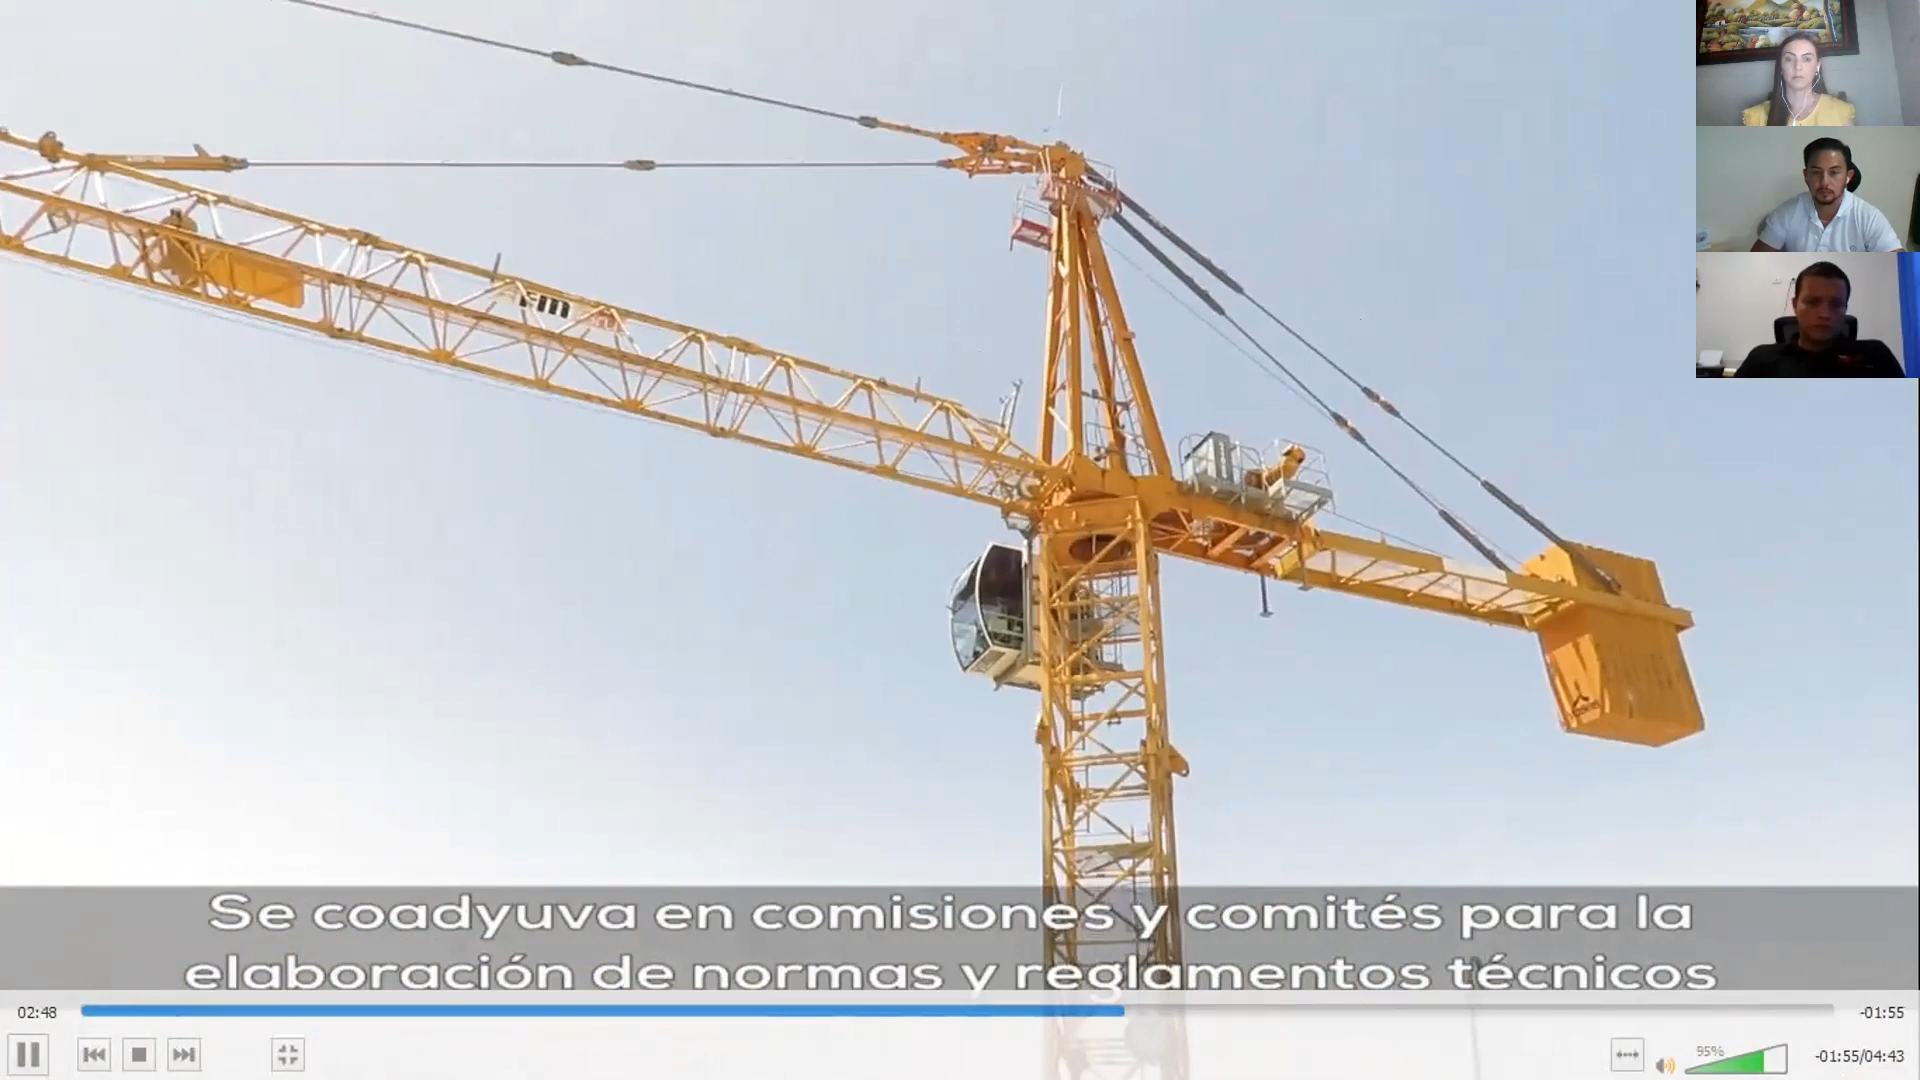 Se coadyuva en comisiones y comités para la
elaboración de normas y reglamentos técnicos
02:48
-01:55
95%
-01:55/04:43